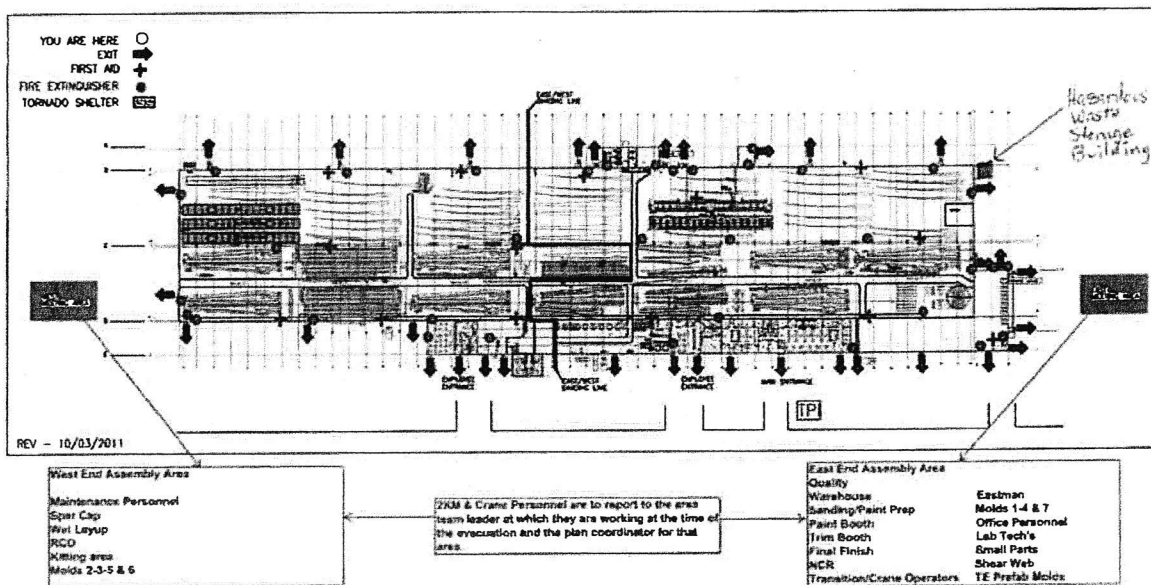 YOU ARE HERE
EXIT
FIRST AID
FIRE EXTINGUISHER
TORNADO SHELTER
EAST/WEST
DIVIDING LINE
Hazardous
Waste
Storage
Building
EMPLOYEE
ENTRANCE
EAST/WEST
DIVIDING LINE
EMPLOYEE
ENTRANCE
MAIN ENTRANCE
TP
REV - 10/03/2011
West End Assembly Area
Maintenance Personnel
Spar Cap
Wet Layup
RCO
Kitting area
Molds 2-3-5 & 6
2KM & Crane Personnel are to report to the area
team leader at which they are working at the time of
the evacuation and the plan coordinator for that
area.
East End Assembly Area
Quality
Warehouse
Sanding/Paint Prep
Paint Booth
Trim Booth
Final Finish
NCR
Transition/Crane Operators
Eastman
Molds 1-4 & 7
Office Personnel
Lab Tech's
Small Parts
Shear Web
TE Prefab Molds